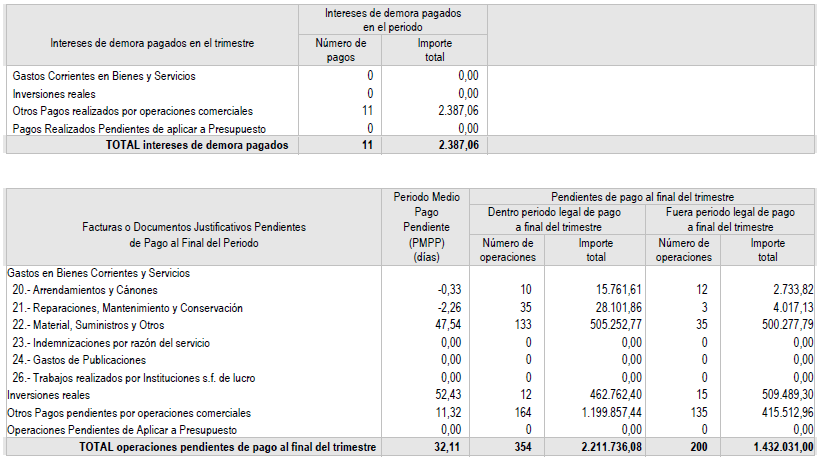 Intereses de demora pagados en el trimestre
Intereses de demora pagados
en el periodo
Número de
pagos
Importe
total
Gastos Corrientes en Bienes y Servicios 0 0,00
Inversiones reales 0 0,00
Otros Pagos realizados por operaciones comerciales 11 2.387,06
Pagos Realizados Pendientes de aplicar a Presupuesto 0 0,00
TOTAL intereses de demora pagados 11 2.387,06
Facturas o Documentos Justificativos Pendientes
de Pago al Final del Periodo
Periodo Medio
Pago
Pendiente
(PMPP)
(días)
Pendientes de pago al final del trimestre
Dentro periodo legal de pago
a final del trimestre
Fuera periodo legal de pago
a final del trimestre
Número de
operaciones
Importe
total
Número de
operaciones
Importe
total
Gastos en Bienes Corrientes y Servicios
20.- Arrendamientos y Cánones -0,33 10 15.761,61 12 2.733,82
21.- Reparaciones, Mantenimiento y Conservación -2,26 35 28.101,86 3 4.017,13
22.- Material, Suministros y Otros 47,54 133 505.252,77 35 500.277,79
23.- Indemnizaciones por razón del servicio 0,00 0 0,00 0 0,00
24.- Gastos de Publicaciones 0,00 0 0,00 0 0,00
26.- Trabajos realizados por Instituciones s.f. de lucro 0,00 0 0,00 0 0,00
Inversiones reales 52,43 12 462.762,40 15 509.489,30
Otros Pagos pendientes por operaciones comerciales 11,32 164 1.199.857,44 135 415.512,96
Operaciones Pendientes de Aplicar a Presupuesto 0,00 0 0,00 0 0,00
TOTAL operaciones pendientes de pago al final del trimestre 32,11 354 2.211.736,08 200 1.432.031,00